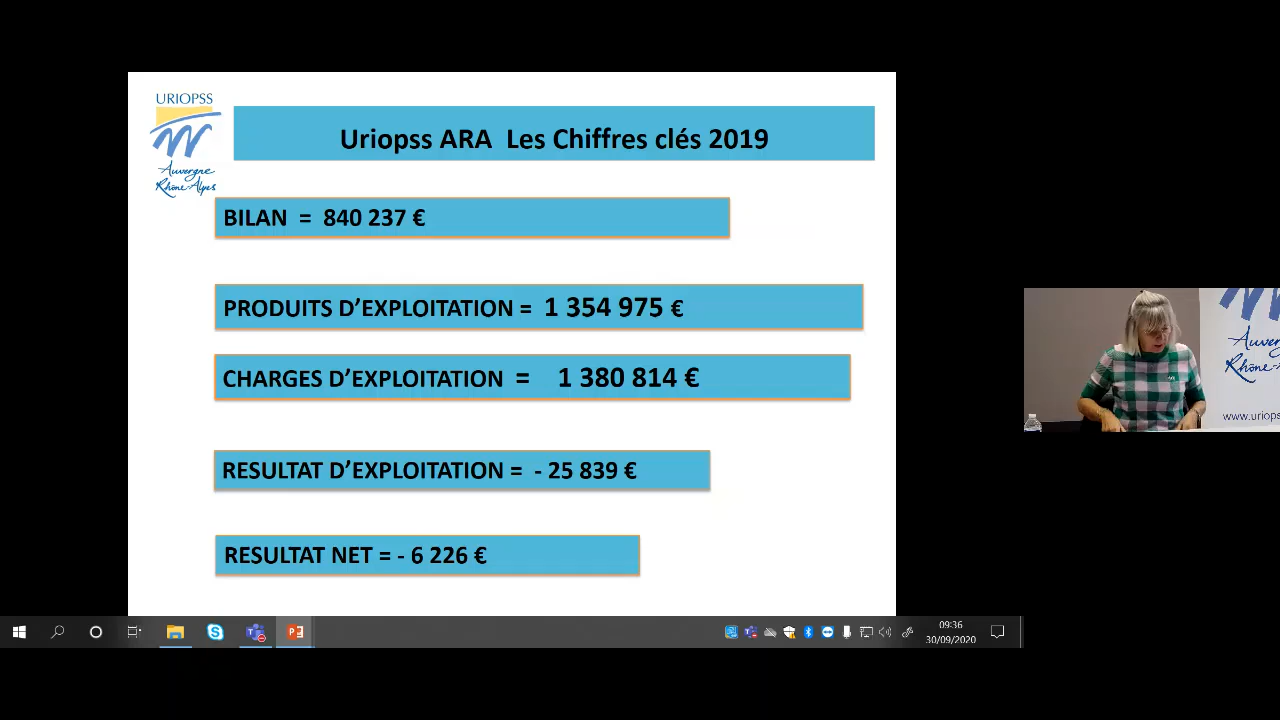 URIOPSS
Auvergne
Rhône-Alpes
Uriopss ARA Les Chiffres clés 2019
BILAN = 840 237 €
PRODUITS D’EXPLOITATION = 1 354 975 €
CHARGES D’EXPLOITATION = 1 380 814 €
RESULTAT D’EXPLOITATION = - 25 839 €
RESULTAT NET = - 6 226 €
Auver
Rhône-A
www.uriops
09:36
30/09/2020